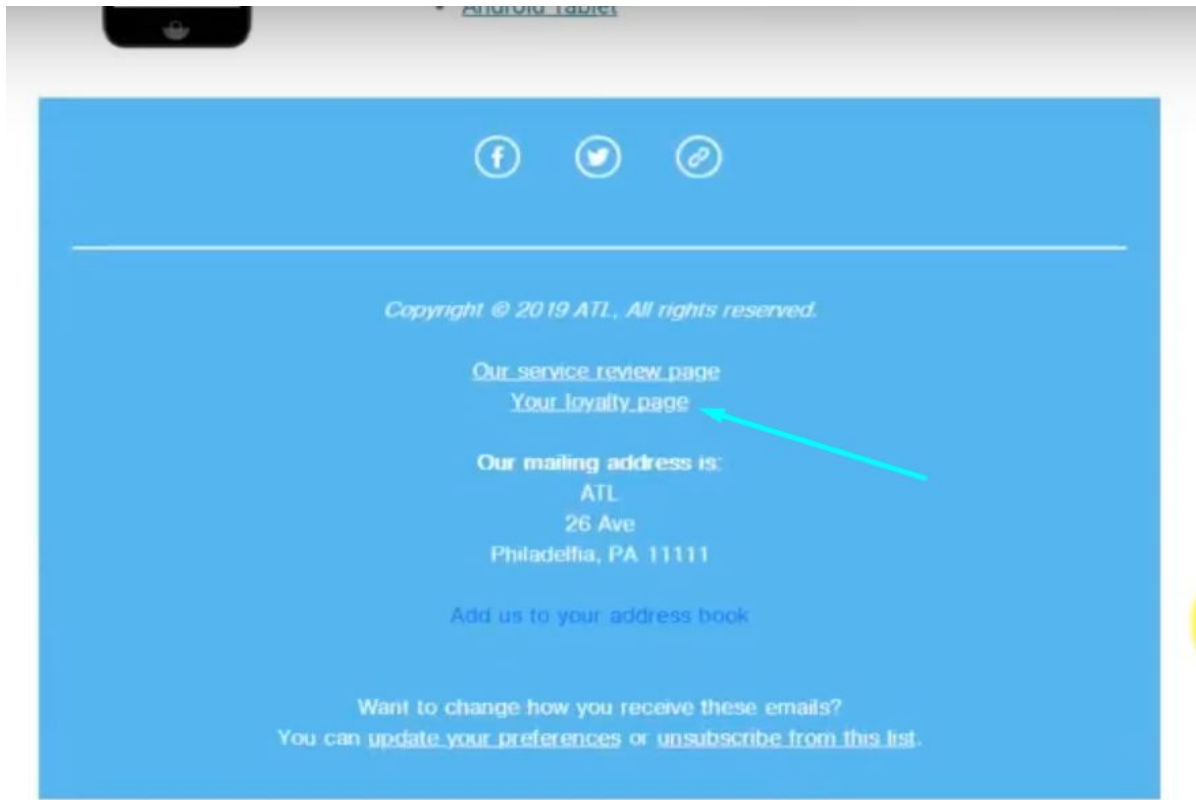 Android Tablet
Copyright © 2019 ATL, All rights reserved.
Our service review page
Your loyalty page
Our mailing address is:
ATL
26 Ave
Philadelfia, PA 11111
Add us to your address book
Want to change how you receive these emails?
You can update your preferences or unsubscribe from this list.